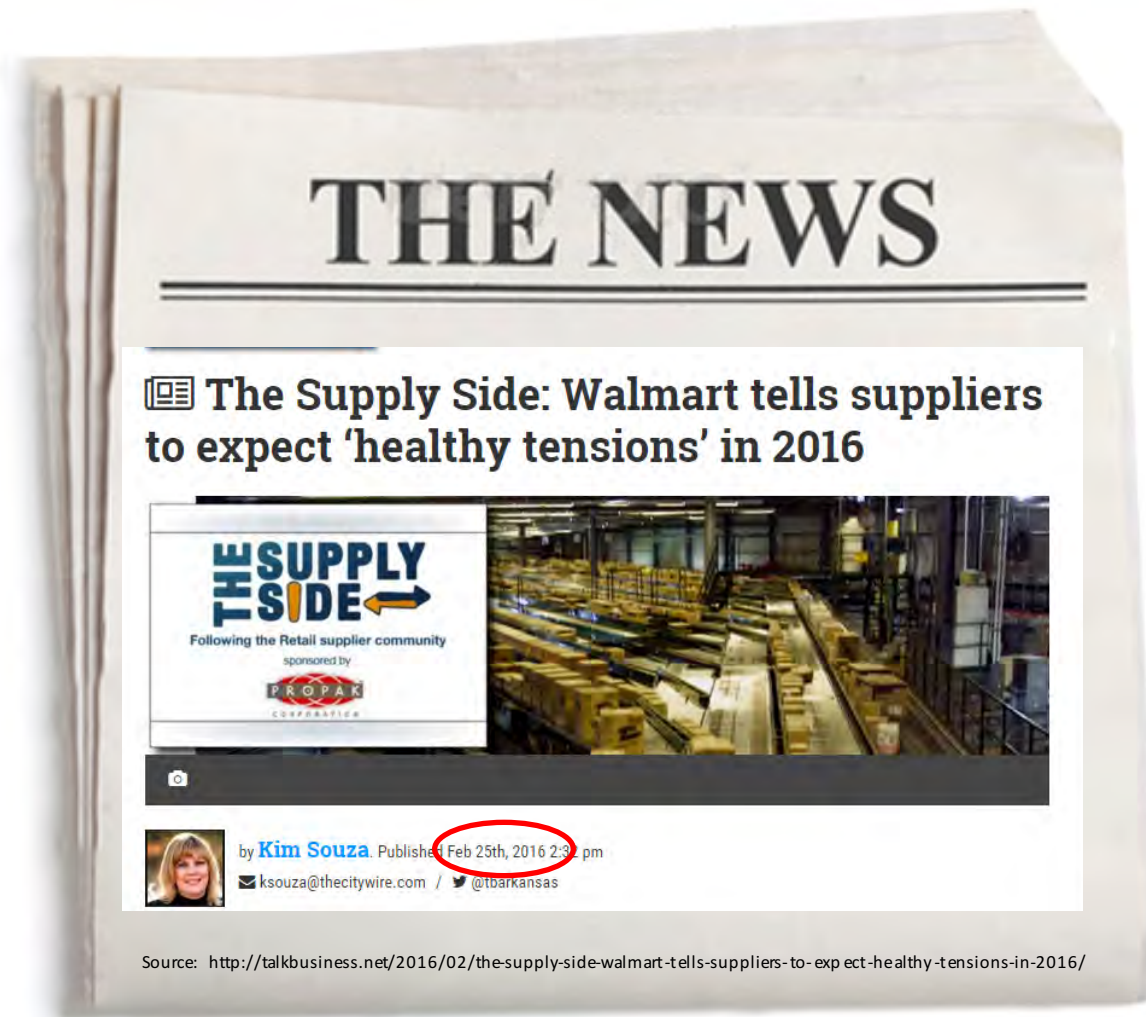 THE NEWS
The Supply Side: Walmart tells suppliers
to expect ‘healthy tensions’ in 2016
THE SUPPLY SIDE
Following the Retail supplier community
sponsored by
PROPAK
CORPORATION
by Kim Souza. Published Feb 25th, 2016 2:32 pm
ksouza@thecitywire.com / @tbarkansas
Source: http://talkbusiness.net/2016/02/the-supply-side-walmart-tells-suppliers-to-expect-healthy-tensions-in-2016/